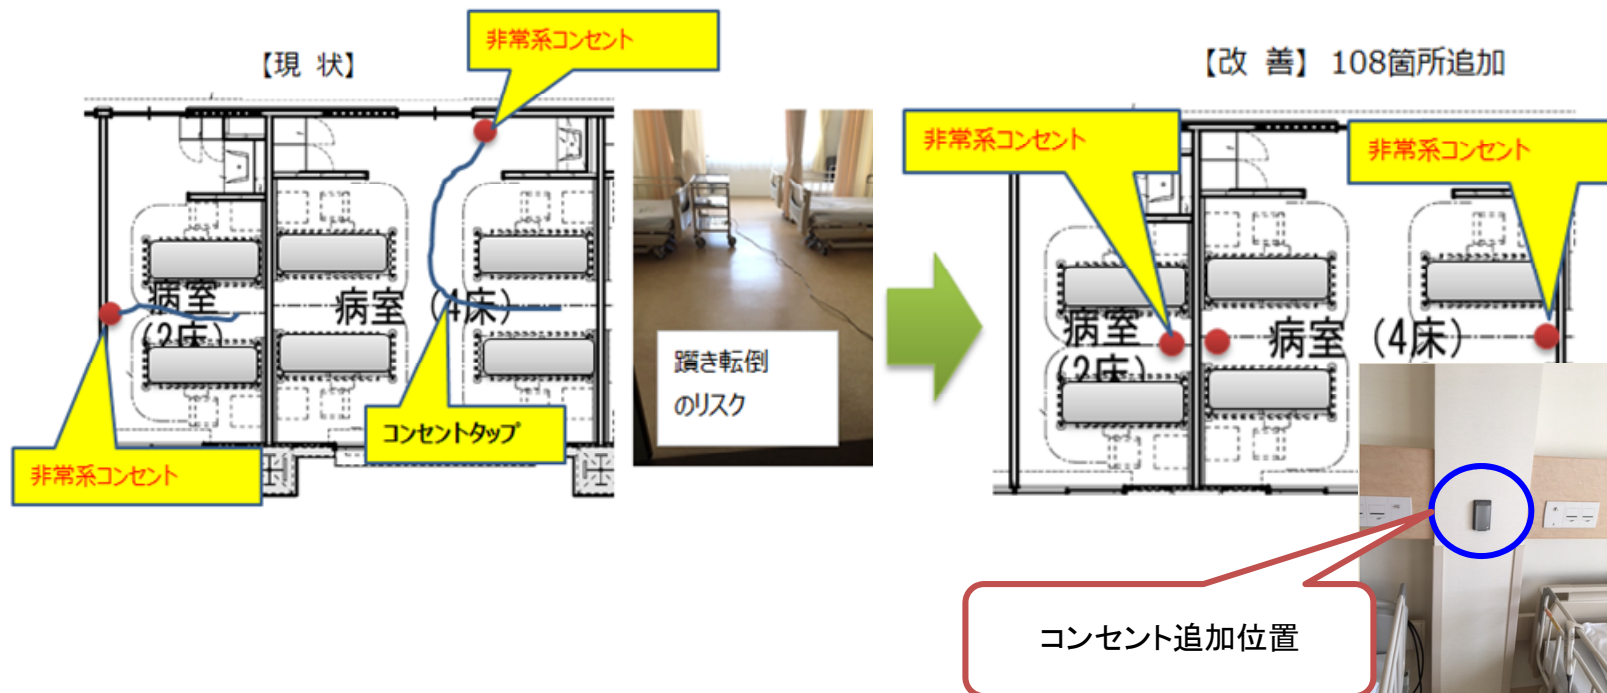 【現 状】
非常系コンセント
病室
(2床)
病室 (4床)
コンセントタップ
非常系コンセント
躓き転倒
のリスク
【改 善】 108箇所追加
非常系コンセント
非常系コンセント
病室
(2床)
病室 (4床)
コンセント追加位置